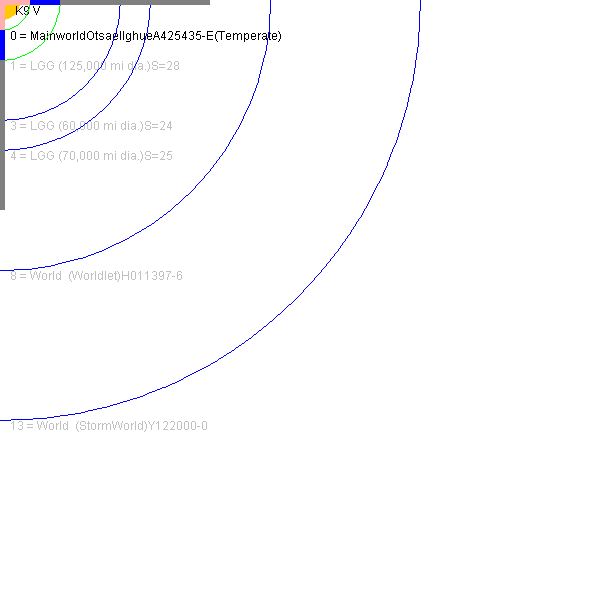 K9 V
0 = MainworldOtsaellghueA425435-E(Temperate)
1 = LGG (125,000 mi dia.)S=28
3 = LGG (60,000 mi dia.)S=24
4 = LGG (70,000 mi dia.)S=25
8 = World  (Worldlet)H011397-6
13 = World  (StormWorld)Y122000-0